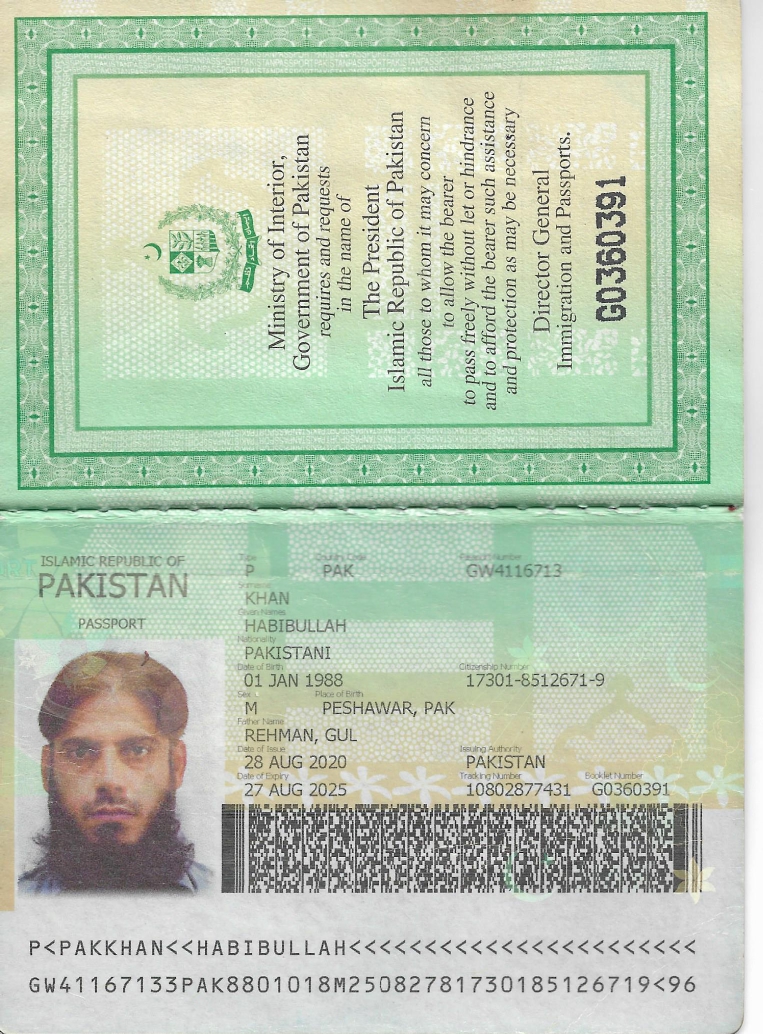 Ministry of Interior,
Government of Pakistan
requires and requests
in the name of
The President
Islamic Republic of Pakistan
all those to whom it may concern
to allow the bearer
to pass freely without let or hindrance
and to afford the bearer such assistance
and protection as may be necessary
Director General
Immigration and Passports.
G0360391
ISLAMIC REPUBLIC OF
PAKISTAN
PASSPORT
Type Country Code Passport Number
P PAK GW4116713
Surname
KHAN
Given Names
HABIBULLAH
Nationality
PAKISTANI
Date of Birth Citizenship Number
01 JAN 1988 17301-8512671-9
Sex Place of Birth
M PESHAWAR, PAK
Father Name
REHMAN, GUL
Date of Issue Issuing Authority
28 AUG 2020 PAKISTAN
Date of Expiry Tracking Number Booklet Number
27 AUG 2025 10802877431 G0360391
P<PAKKHAN<<HABIBULLAH<<<<<<<<<<<<<<<<<<<<<<<
GW41167133PAK8801018M25082781730185126719<96